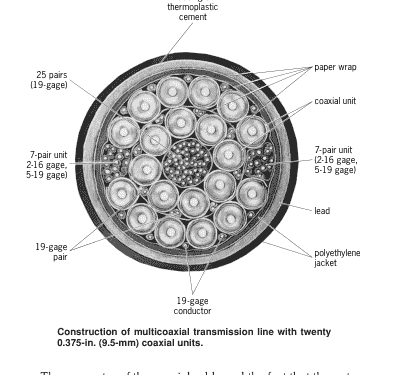 thermoplastic
cement
25 pairs
(19-gage)
paper wrap
coaxial unit
7-pair unit
2-16 gage,
5-19 gage)
7-pair unit
(2-16 gage,
5-19 gage)
lead
19-gage
pair
polyethylene
jacket
19-gage
conductor
Construction of multicoaxial transmission line with twenty
0.375-in. (9.5-mm) coaxial units.